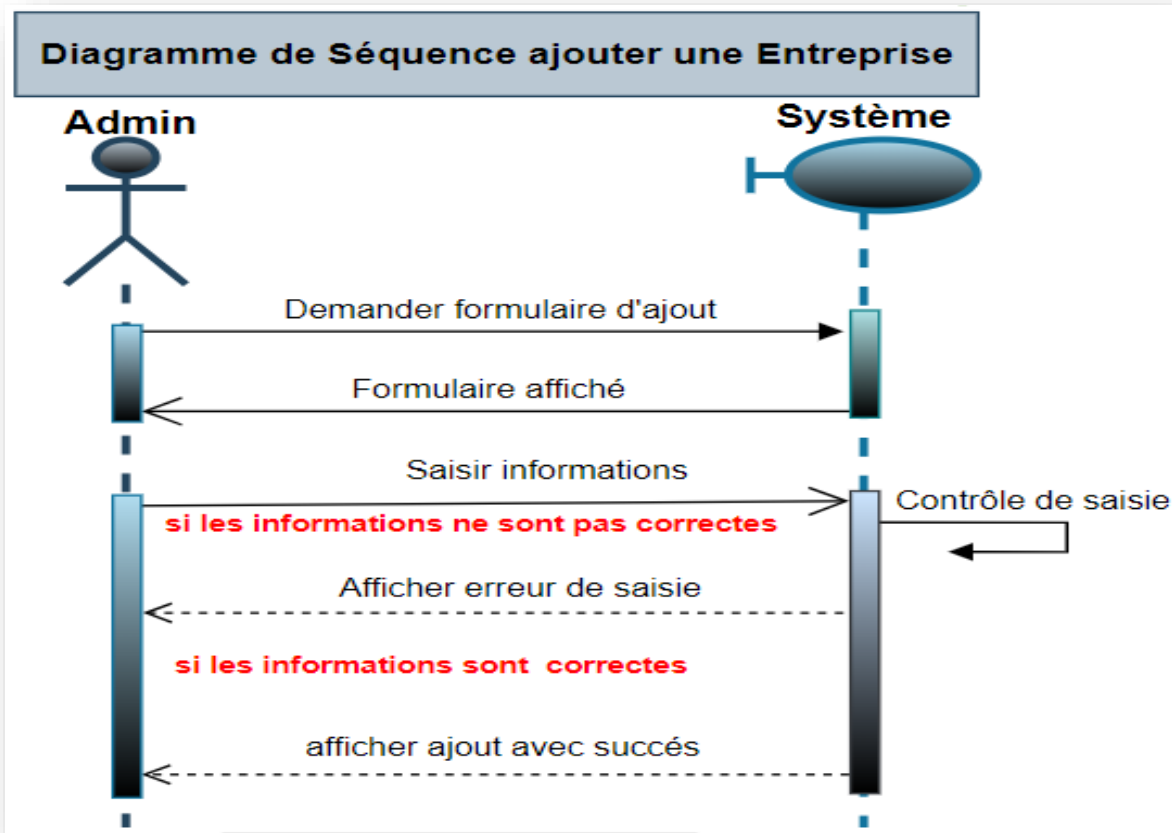 Diagramme de Séquence ajouter une Entreprise
Admin
Système
Demander formulaire d'ajout
Formulaire affiché
Saisir informations
Contrôle de saisie
si les informations ne sont pas correctes
Afficher erreur de saisie
si les informations sont correctes
afficher ajout avec succés